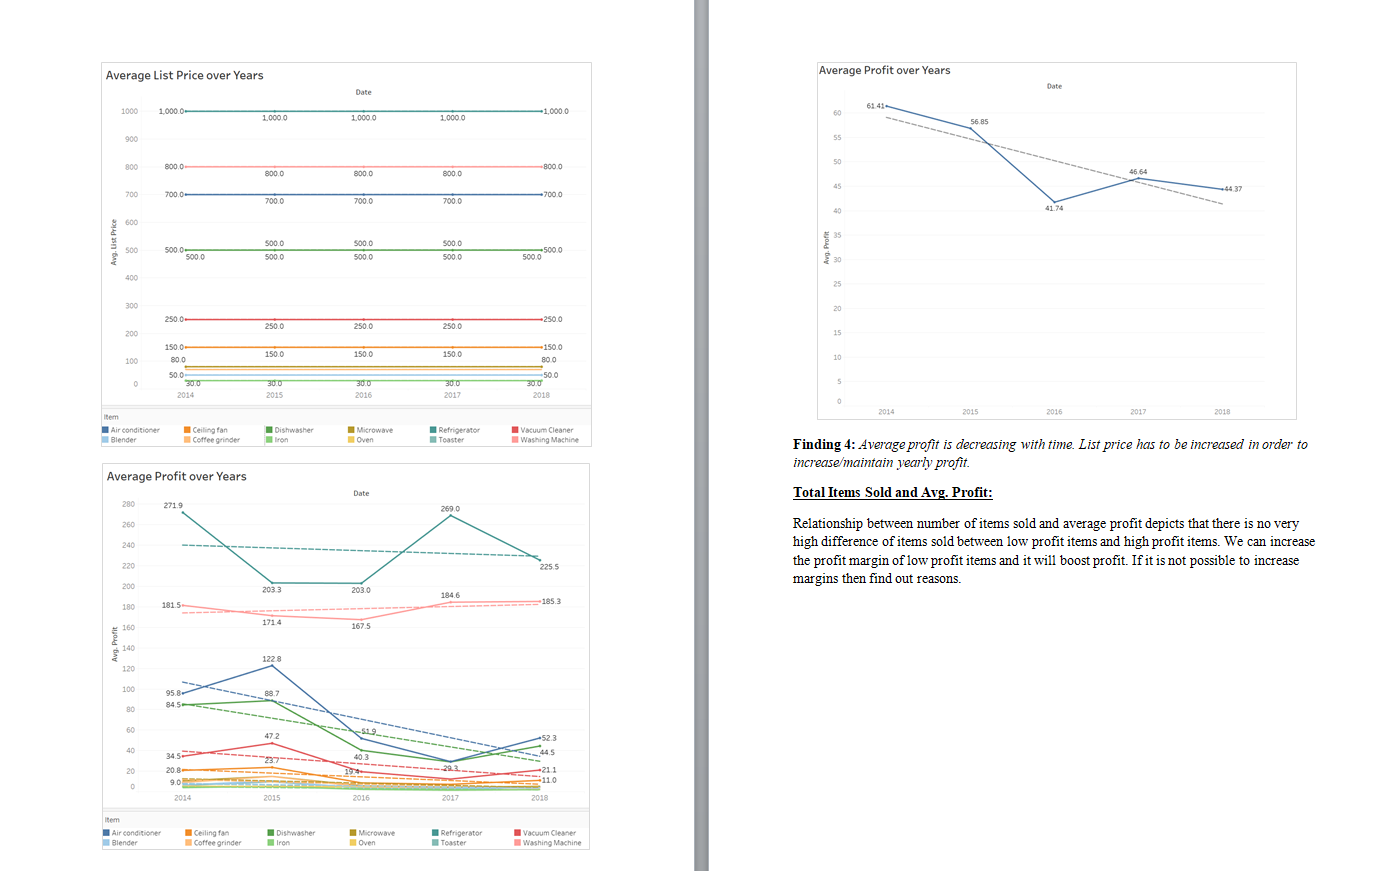 Average List Price over Years
Date
1000
900
800
700
600
500
400
300
200
100
0
Avg. List Price
1,000.0 1,000.0 1,000.0 1,000.0 1,000.0
800.0 800.0 800.0 800.0 800.0
700.0 700.0 700.0 700.0 700.0
500.0 500.0 500.0
500.0 500.0
500.0 500.0 500.0 500.0 500.0
250.0 250.0 250.0 250.0 250.0
150.0 150.0 150.0 150.0 150.0
80.0 80.0
50.0 50.0
30.0 30.0 30.0 30.0 30.0
2014 2015 2016 2017 2018
Item
Air conditioner Ceiling fan Dishwasher Microwave Refrigerator Vacuum Cleaner
Blender Coffee grinder Iron Oven Toaster Washing Machine
Average Profit over Years
Date
280
260
240
220
200
180
160
140
120
100
80
60
40
20
0
Avg. Profit
271.9 203.3 203.0 269.0 225.5
181.5 171.4 167.5 184.6 185.3
95.8 122.8 51.9 29.3 52.3
84.5 88.7 40.3 44.5
34.5 47.2 19.4 21.1
20.8 23.7 11.0
9.0
2014 2015 2016 2017 2018
Item
Air conditioner Ceiling fan Dishwasher Microwave Refrigerator Vacuum Cleaner
Blender Coffee grinder Iron Oven Toaster Washing Machine
Average Profit over Years
Date
60
55
50
45
40
35
30
25
20
15
10
5
0
Avg. Profit
61.41 56.85 41.74 46.64 44.37
2014 2015 2016 2017 2018
Finding 4: Average profit is decreasing with time. List price has to be increased in order to
increase/maintain yearly profit.
Total Items Sold and Avg. Profit:
Relationship between number of items sold and average profit depicts that there is no very
high difference of items sold between low profit items and high profit items. We can increase
the profit margin of low profit items and it will boost profit. If it is not possible to increase
margins then find out reasons.